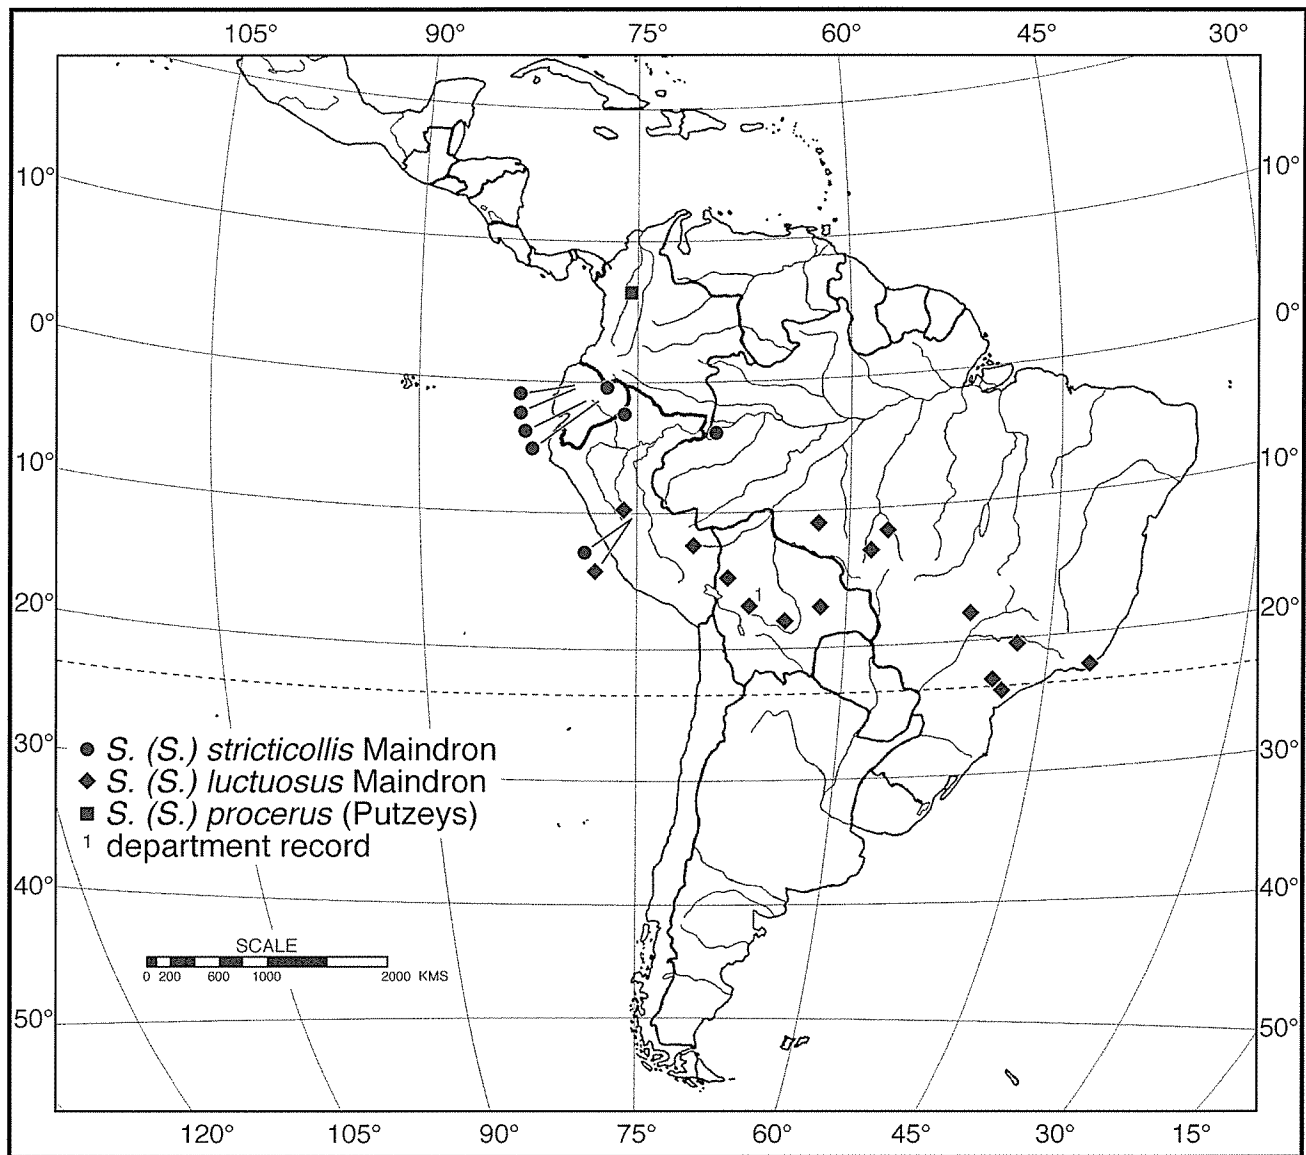 105° 90° 75° 60° 45° 30°
10° 10°
0° 0°
10° 10°
1
20° 20°
30° 30°
S. (S.) stricticollis Maindron
S. (S.) luctuosus Maindron
S. (S.) procerus (Putzeys)
1 department record
40° 40°
SCALE
0 200 600 1000 2000 KMS
50° 50°
120° 105° 90° 75° 60° 45° 30° 15°